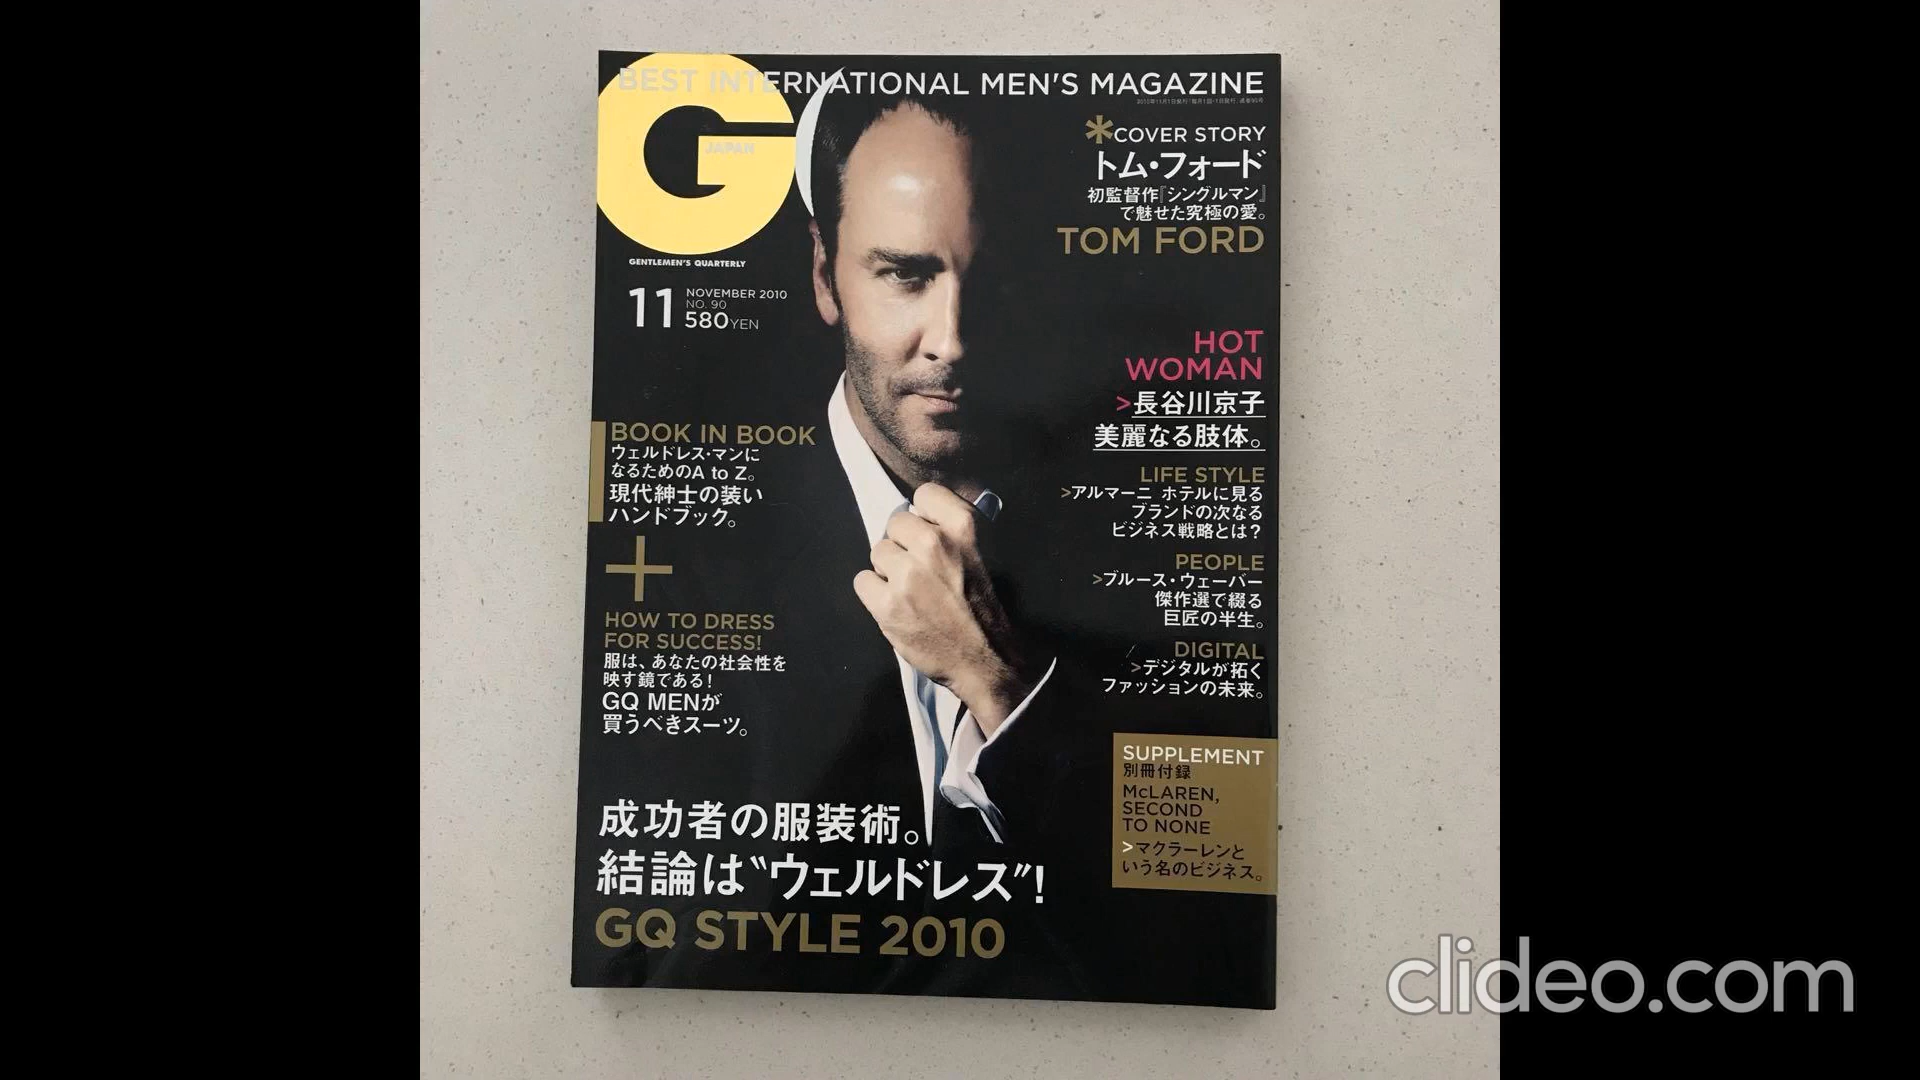 BEST INTERNATIONAL MEN'S MAGAZINE
GQ
JAPAN
GENTLEMEN'S QUARTERLY
11
NOVEMBER 2010
NO. 90
580YEN
*COVER STORY
トム・フォード
初監督作『シングルマン』
で魅せた究極の愛。
TOM FORD
HOT
WOMAN
>長谷川京子
美麗なる肢体。
LIFE STYLE
>アルマーニ ホテルに見る
ブランドの次なる
ビジネス戦略とは?
PEOPLE
>ブルース・ウェーバー
傑作選で綴る
巨匠の半生。
DIGITAL
>デジタルが拓く
ファッションの未来。
BOOK IN BOOK
ウェルドレス・マンに
なるためのA to Z。
現代紳士の装い
ハンドブック。
+
HOW TO DRESS
FOR SUCCESS!
服は、あなたの社会性を
映す鏡である!
GQ MENが
買うべきスーツ。
SUPPLEMENT
別冊付録
McLAREN,
SECOND
TO NONE
>マクラーレンと
いう名のビジネス。
成功者の服装術。
結論は〝ウェルドレス〟!
GQ STYLE 2010
clideo.com